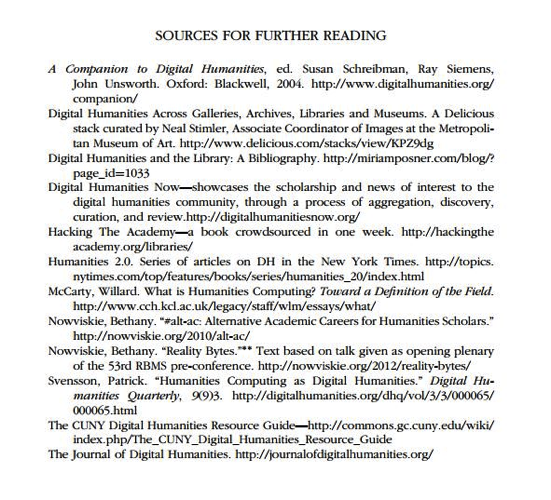 SOURCES FOR FURTHER READING
A Companion to Digital Humanities, ed. Susan Schreibman, Ray Siemens,
John Unsworth. Oxford: Blackwell, 2004. http://www.digitalhumanities.org/
companion/
Digital Humanities Across Galleries, Archives, Libraries and Museums. A Delicious
stack curated by Neal Stimler, Associate Coordinator of Images at the Metropoli-
tan Museum of Art. http://www.delicious.com/stacks/view/KPZ9dg
Digital Humanities and the Library: A Bibliography. http://miriamposner.com/blog/?
page_id=1033
Digital Humanities Now—showcases the scholarship and news of interest to the
digital humanities community, through a process of aggregation, discovery,
curation, and review.http://digitalhumanitiesnow.org/
Hacking The Academy—a book crowdsourced in one week. http://hackingthe
academy.org/libraries/
Humanities 2.0. Series of articles on DH in the New York Times. http://topics.
nytimes.com/top/features/books/series/humanities_20/index.html
McCarty, Willard. What is Humanities Computing? Toward a Definition of the Field.
http://www.cch.kcl.ac.uk/legacy/staff/wlm/essays/what/
Nowviskie, Bethany. “#alt-ac: Alternative Academic Careers for Humanities Scholars.”
http://nowviskie.org/2010/alt-ac/
Nowviskie, Bethany. “Reality Bytes.”** Text based on talk given as opening plenary
of the 53rd RBMS pre-conference. http://nowviskie.org/2012/reality-bytes/
Svensson, Patrick. “Humanities Computing as Digital Humanities.” Digital Hu-
manities Quarterly, 9(9)3. http://digitalhumanities.org/dhq/vol/3/3/000065/
000065.html
The CUNY Digital Humanities Resource Guide—http://commons.gc.cuny.edu/wiki/
index.php/The_CUNY_Digital_Humanities_Resource_Guide
The Journal of Digital Humanities. http://journalofdigitalhumanities.org/